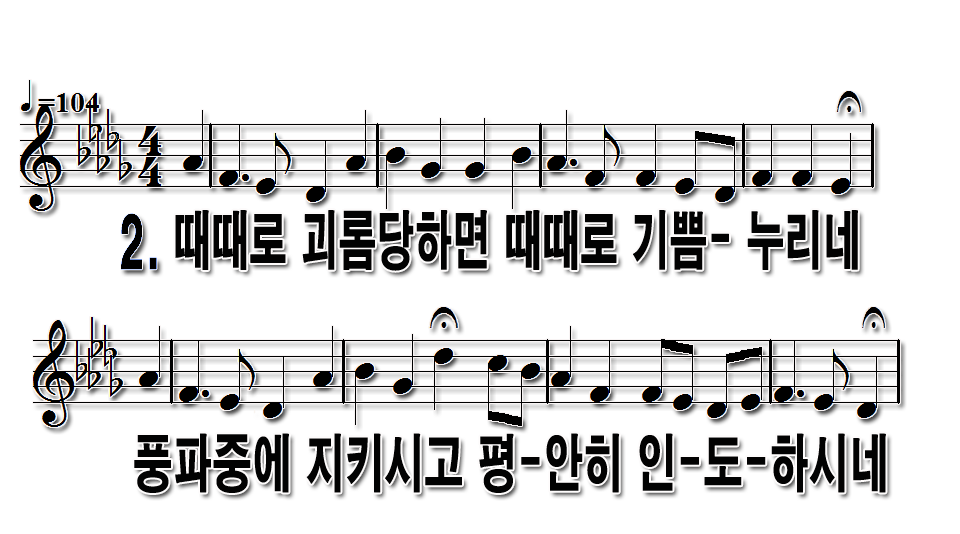 ♩=104
2. 때때로 괴롬당하면 때때로 기쁨- 누리네
풍파중에 지키시고 평-안히 인-도-하시네